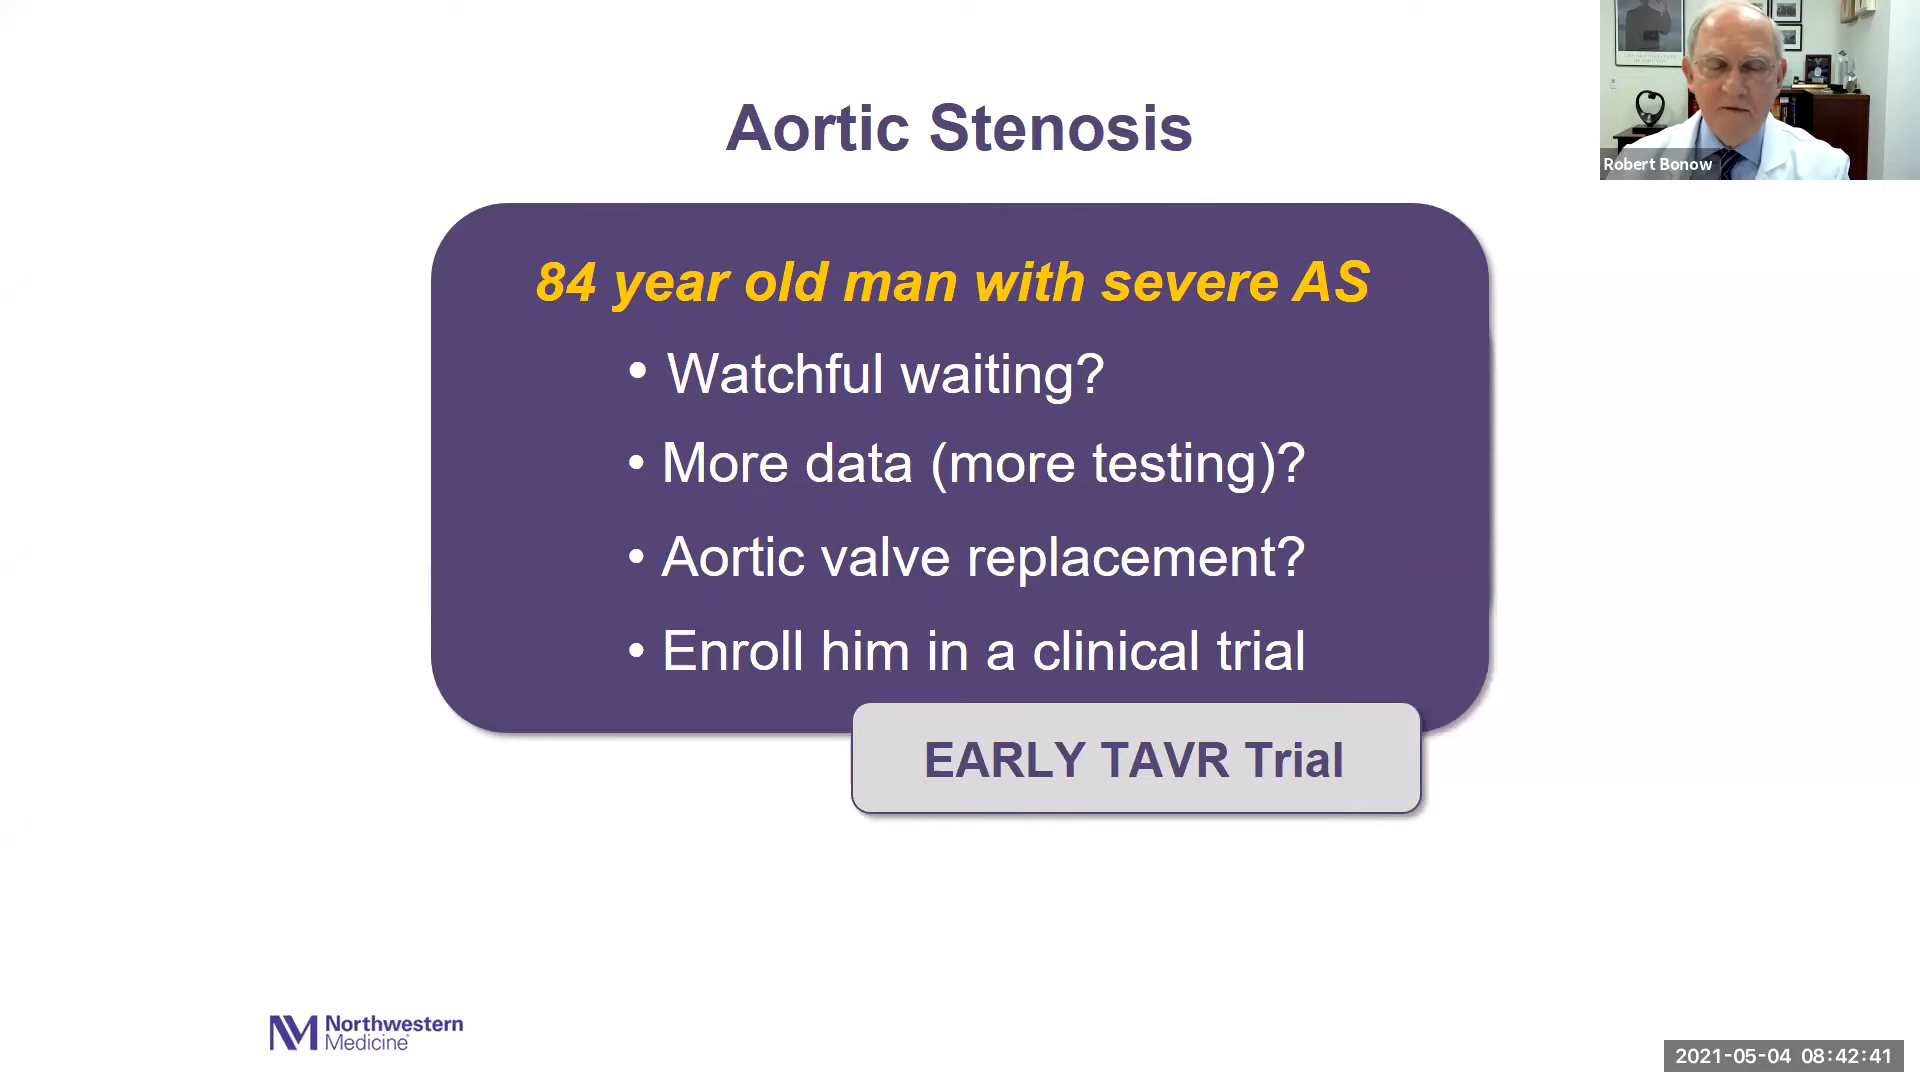 Aortic Stenosis
84 year old man with severe AS
• Watchful waiting?
• More data (more testing)?
• Aortic valve replacement?
• Enroll him in a clinical trial
EARLY TAVR Trial
Robert Bonow
Northwestern
Medicine
2021-05-04 08:42:41